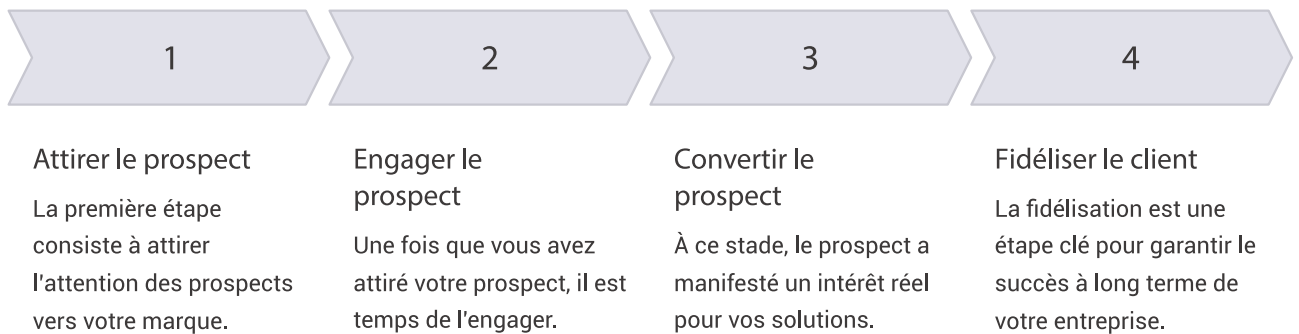 1
Attirer le prospect
La première étape
consiste à attirer
l'attention des prospects
vers votre marque.
2
Engager le
prospect
Une fois que vous avez
attiré votre prospect, il est
temps de l'engager.
3
Convertir le
prospect
À ce stade, le prospect a
manifesté un intérêt réel
pour vos solutions.
4
Fidéliser le client
La fidélisation est une
étape clé pour garantir le
succès à long terme de
votre entreprise.